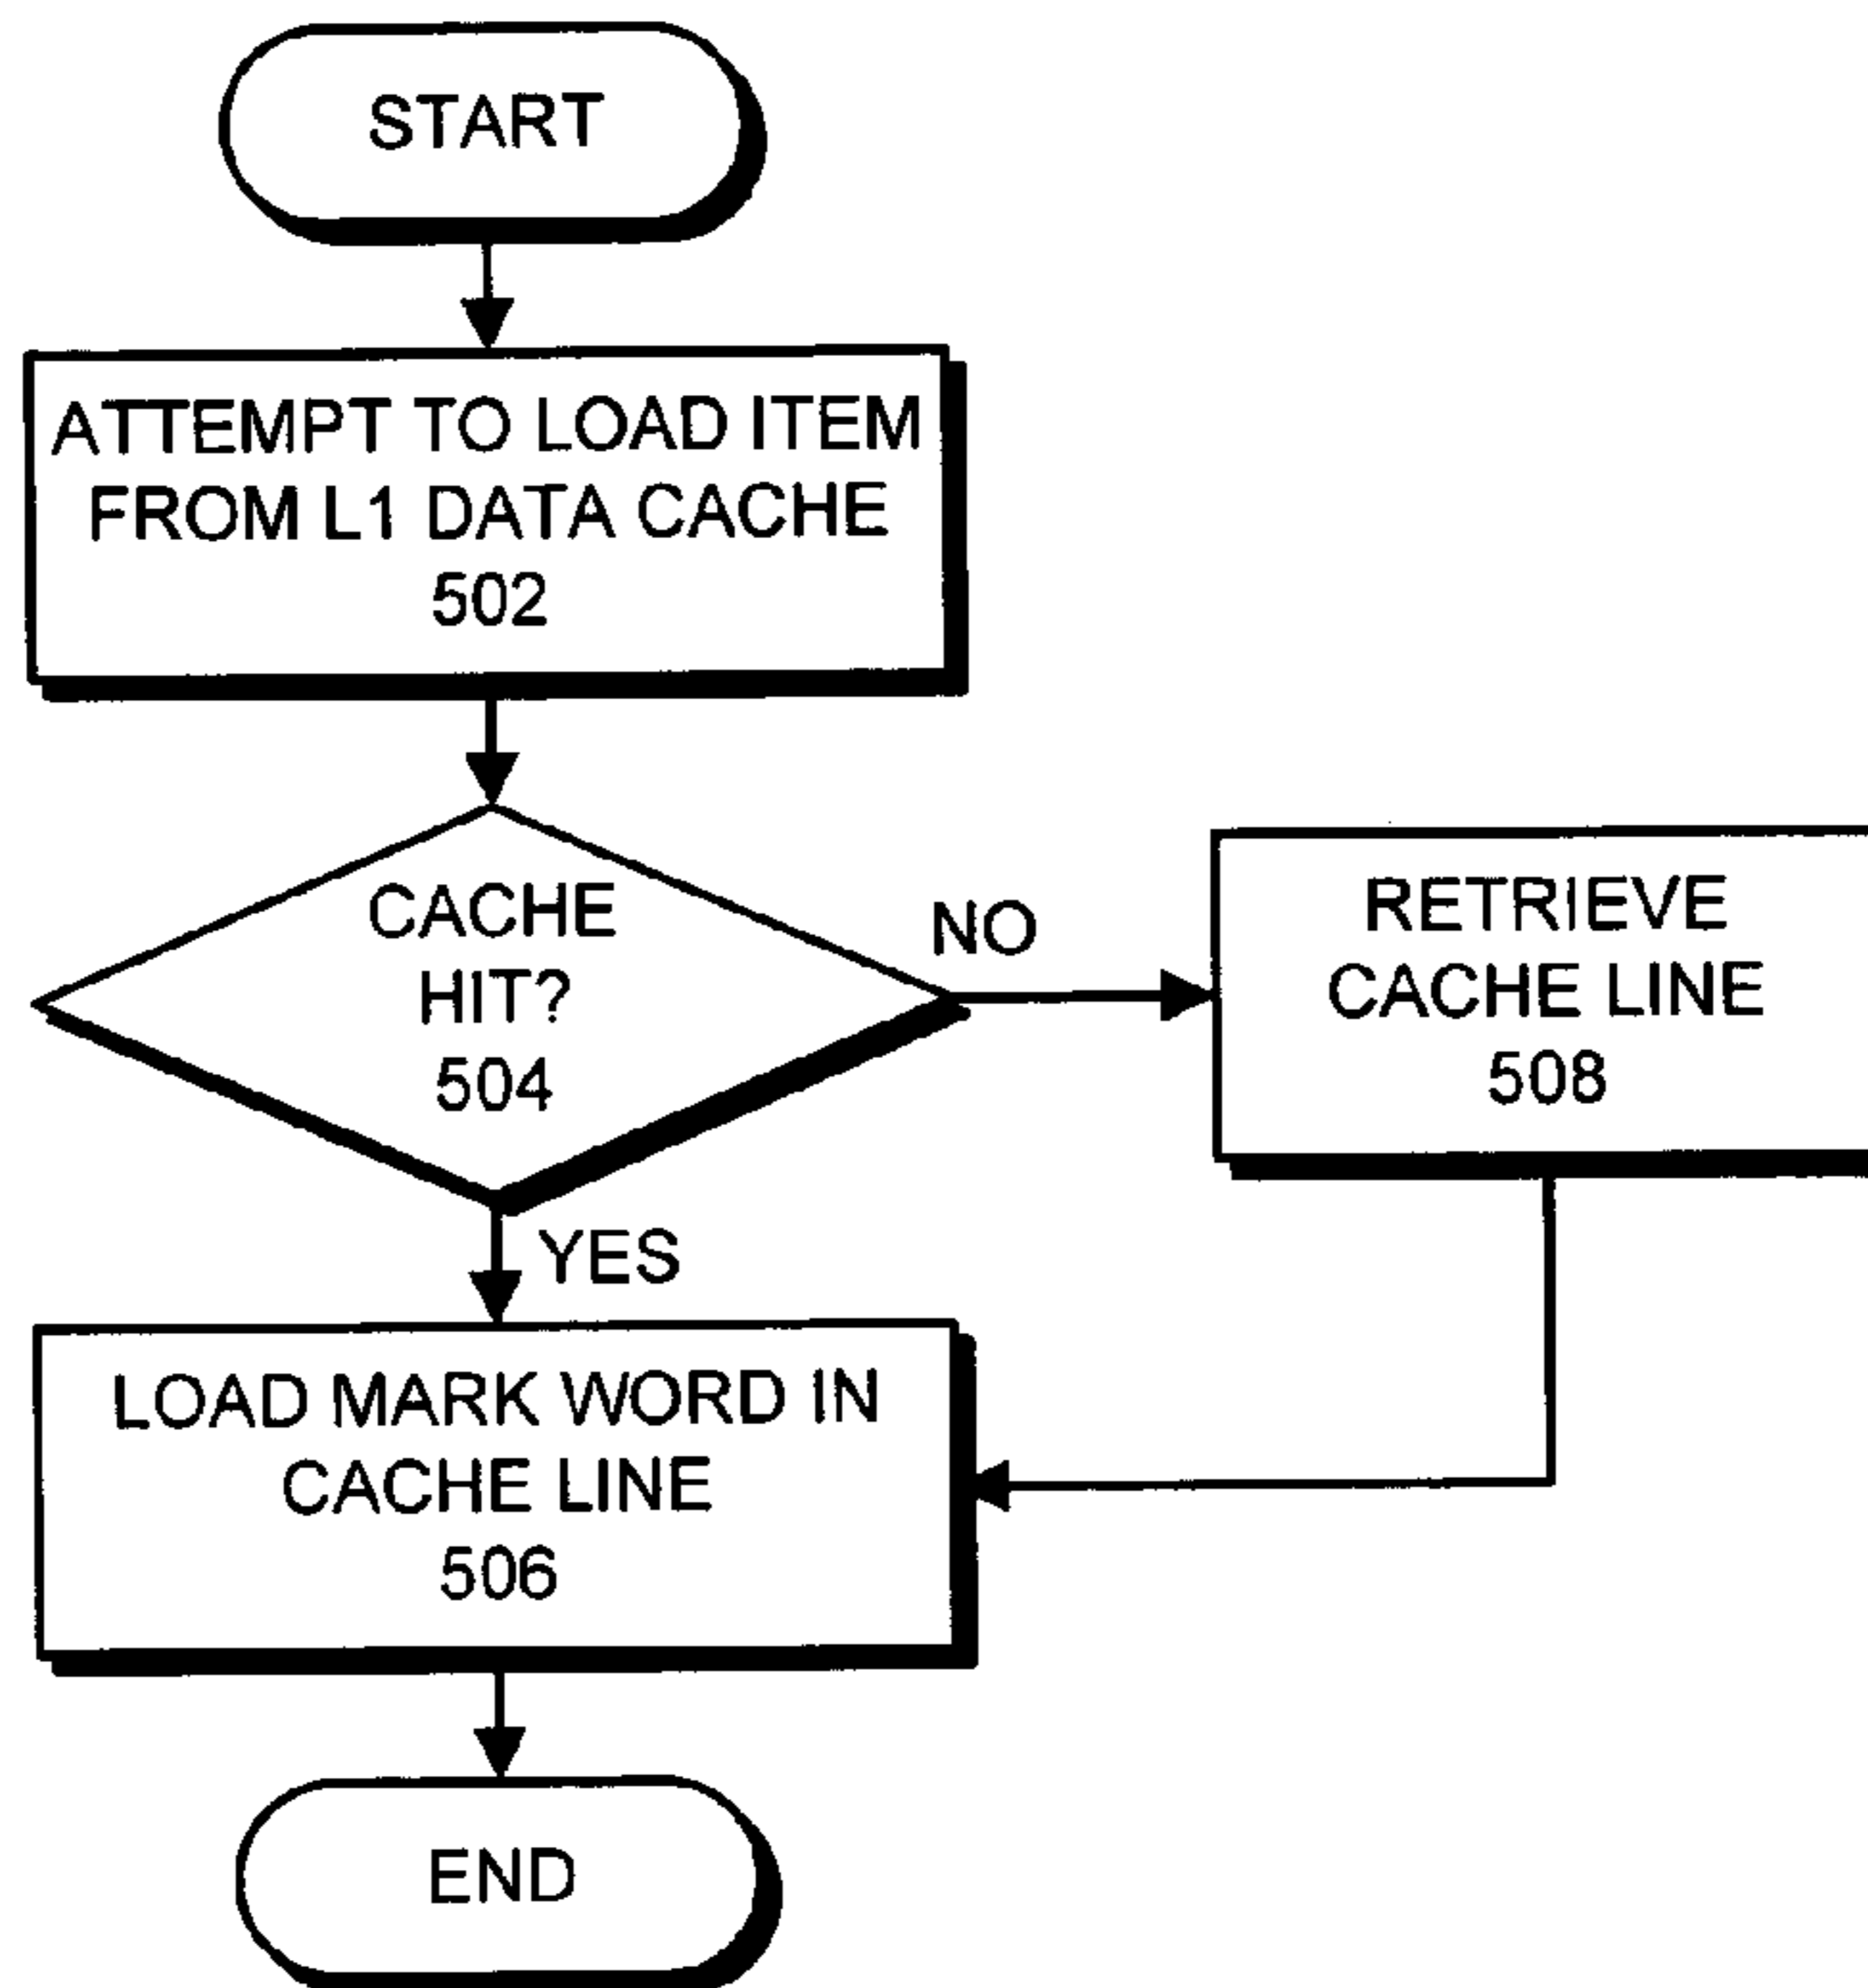 START
ATTEMPT TO LOAD ITEM
FROM L1 DATA CACHE
502
CACHE
HIT?
504
NO
RETRIEVE
CACHE LINE
508
YES
LOAD MARK WORD IN
CACHE LINE
506
END